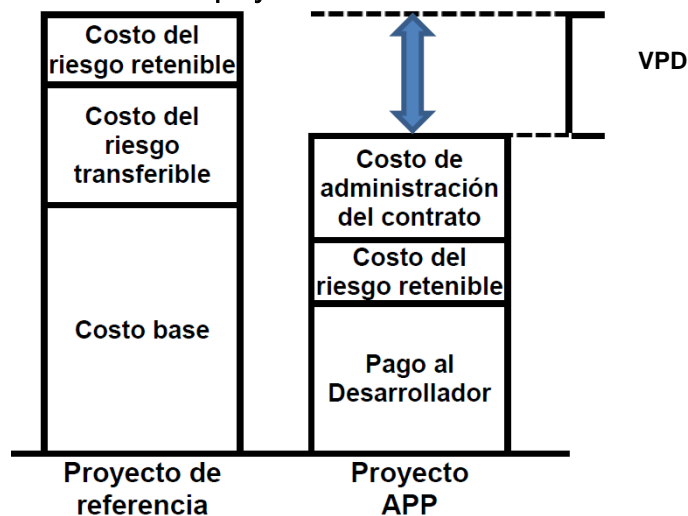 Costo del
riesgo retenible
Costo del
riesgo
transferible
Costo base
Proyecto de
referencia
Costo de
administración
del contrato
Costo del
riesgo retenible
Pago al
Desarrollador
Proyecto
APP
VPD